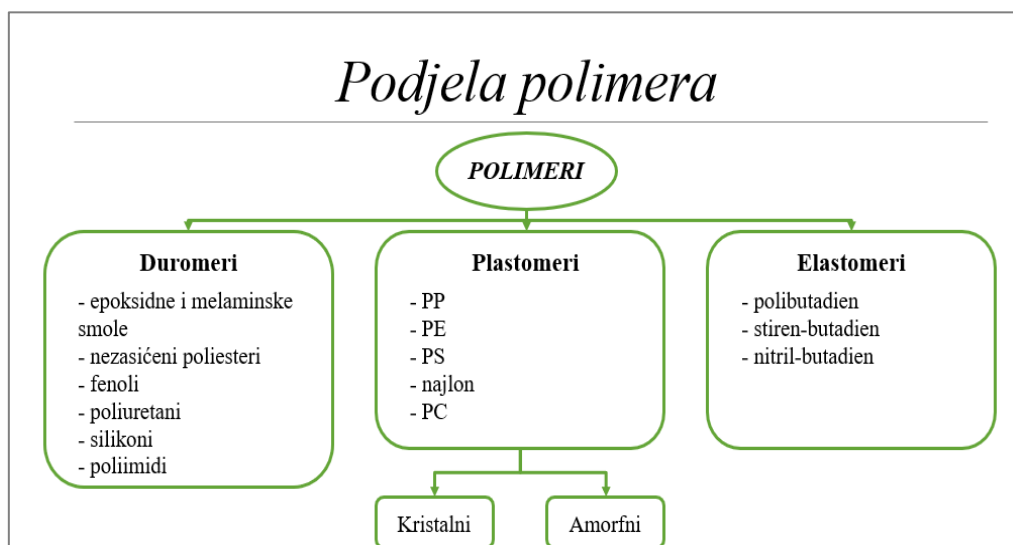 Podjela polimera
POLIMERI
Duromeri
- epoksidne i melaminske
smole
- nezasićeni poliesteri
- fenoli
- poliuretani
- silikoni
- poliimidi
Plastomeri
- PP
- PE
- PS
- najlon
- PC
Elastomeri
- polibutadien
- stiren-butadien
- nitril-butadien
Kristalni
Amorfni